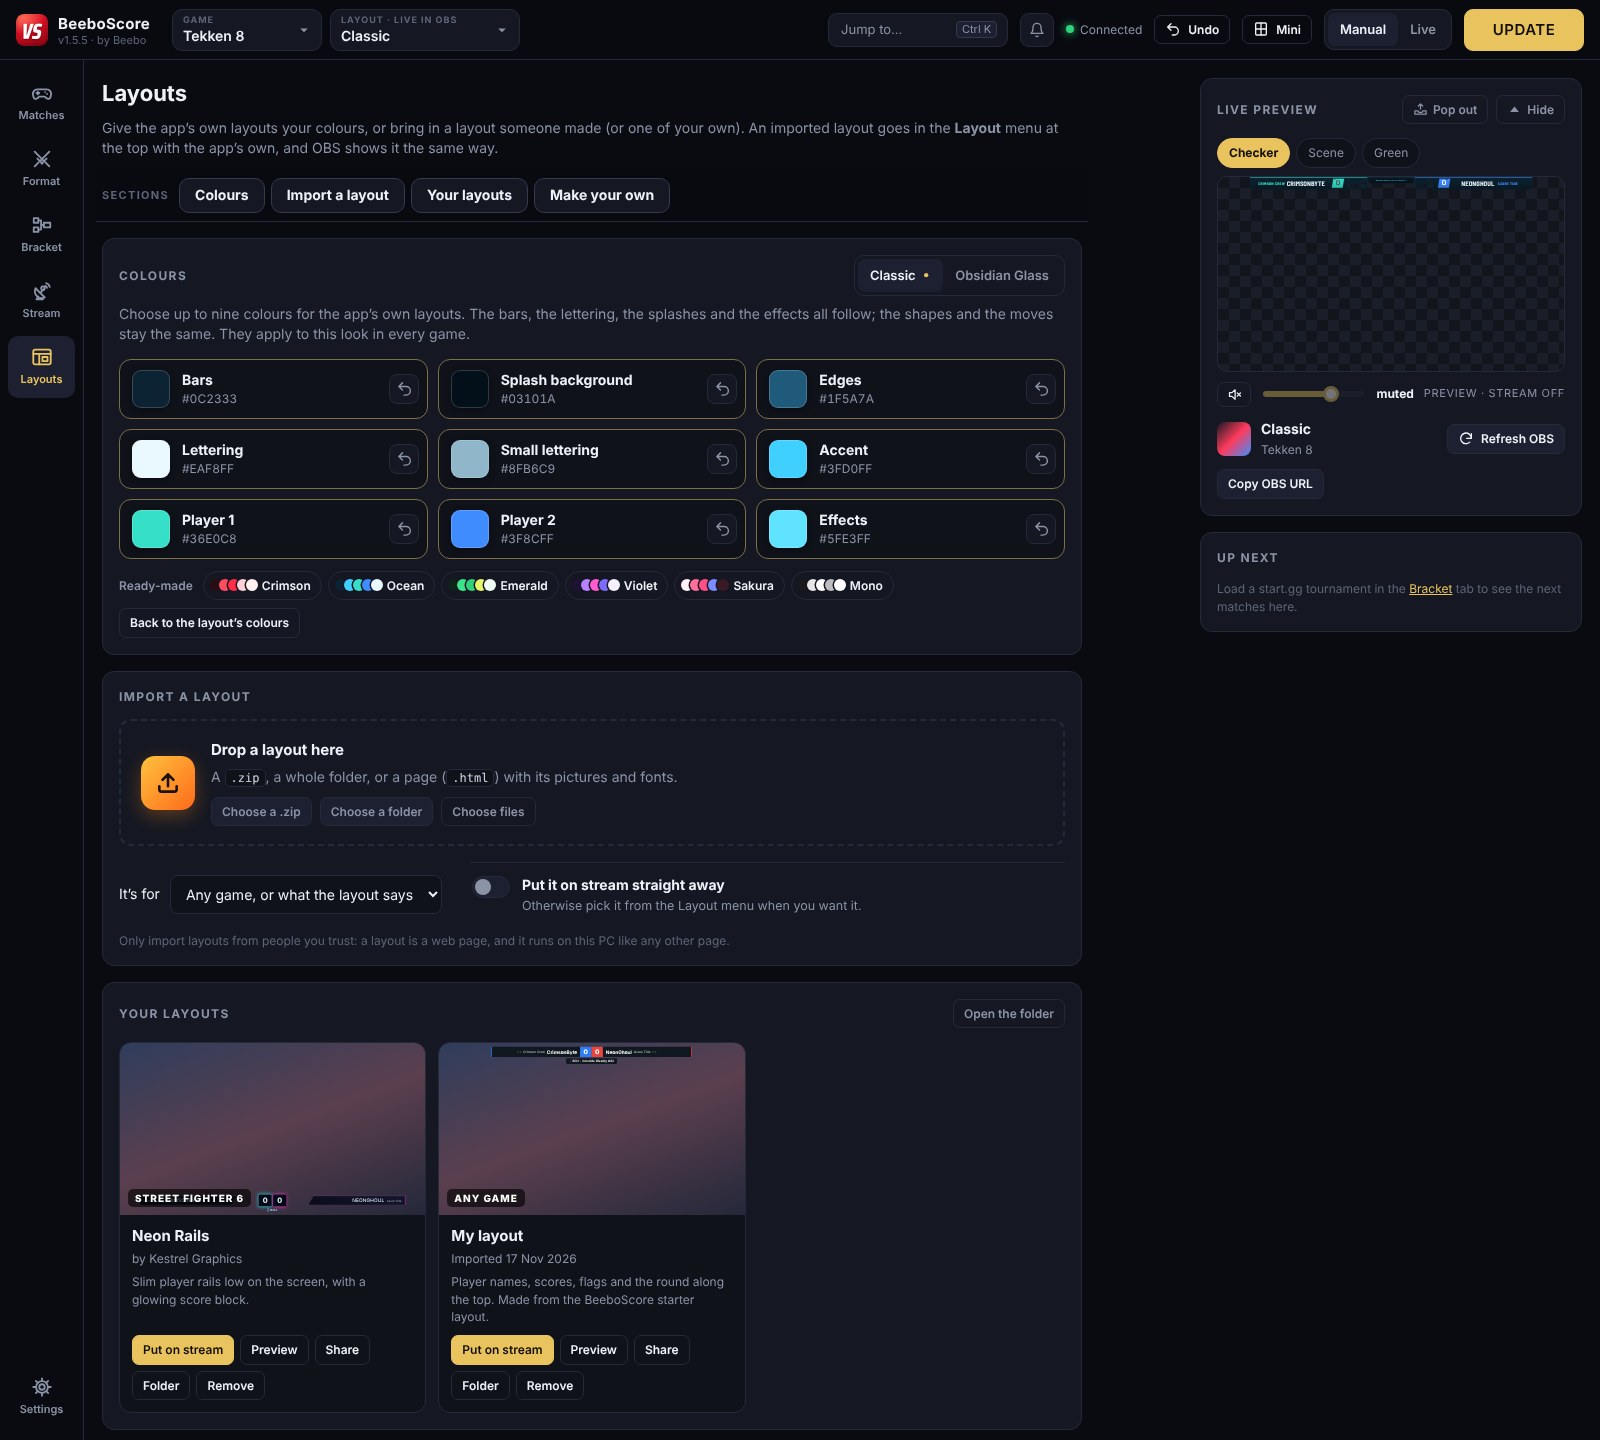 VS
BeeboScore
v1.5.5 · by Beebo
GAME
Tekken 8
LAYOUT · LIVE IN OBS
Classic
Jump to...
Ctrl K
Connected
Undo
Mini
Manual
Live
UPDATE
Matches
Format
Bracket
Stream
Layouts
Settings
Layouts
Give the app’s own layouts your colours, or bring in a layout someone made (or one of your own). An imported layout goes in the Layout menu at
the top with the app’s own, and OBS shows it the same way.
SECTIONS
Colours
Import a layout
Your layouts
Make your own
COLOURS
Classic
Obsidian Glass
Choose up to nine colours for the app’s own layouts. The bars, the lettering, the splashes and the effects all follow; the shapes and the moves
stay the same. They apply to this look in every game.
Bars
#0C2333
Splash background
#03101A
Edges
#1F5A7A
Lettering
#EAF8FF
Small lettering
#8FB6C9
Accent
#3FD0FF
Player 1
#36E0C8
Player 2
#3F8CFF
Effects
#5FE3FF
Ready-made
Crimson
Ocean
Emerald
Violet
Sakura
Mono
Back to the layout’s colours
IMPORT A LAYOUT
Drop a layout here
A .zip, a whole folder, or a page (.html) with its pictures and fonts.
Choose a .zip
Choose a folder
Choose files
It’s for
Any game, or what the layout says
Put it on stream straight away
Otherwise pick it from the Layout menu when you want it.
Only import layouts from people you trust: a layout is a web page, and it runs on this PC like any other page.
YOUR LAYOUTS
Open the folder
STREET FIGHTER 6
0 0
NEONGHOUL
Neon Rails
by Kestrel Graphics
Slim player rails low on the screen, with a
glowing score block.
Put on stream
Preview
Share
Folder
Remove
Crimson Crew CrimsonByte 0 0 NeonGhoul
ANY GAME
My layout
Imported 17 Nov 2026
Player names, scores, flags and the round along
the top. Made from the BeeboScore starter
layout.
Put on stream
Preview
Share
Folder
Remove
LIVE PREVIEW
Pop out
Hide
Checker
Scene
Green
CRIMSON CREW CRIMSONBYTE 0
0 NEONGHOUL
muted
PREVIEW · STREAM OFF
Classic
Tekken 8
Refresh OBS
Copy OBS URL
UP NEXT
Load a start.gg tournament in the Bracket tab to see the next
matches here.